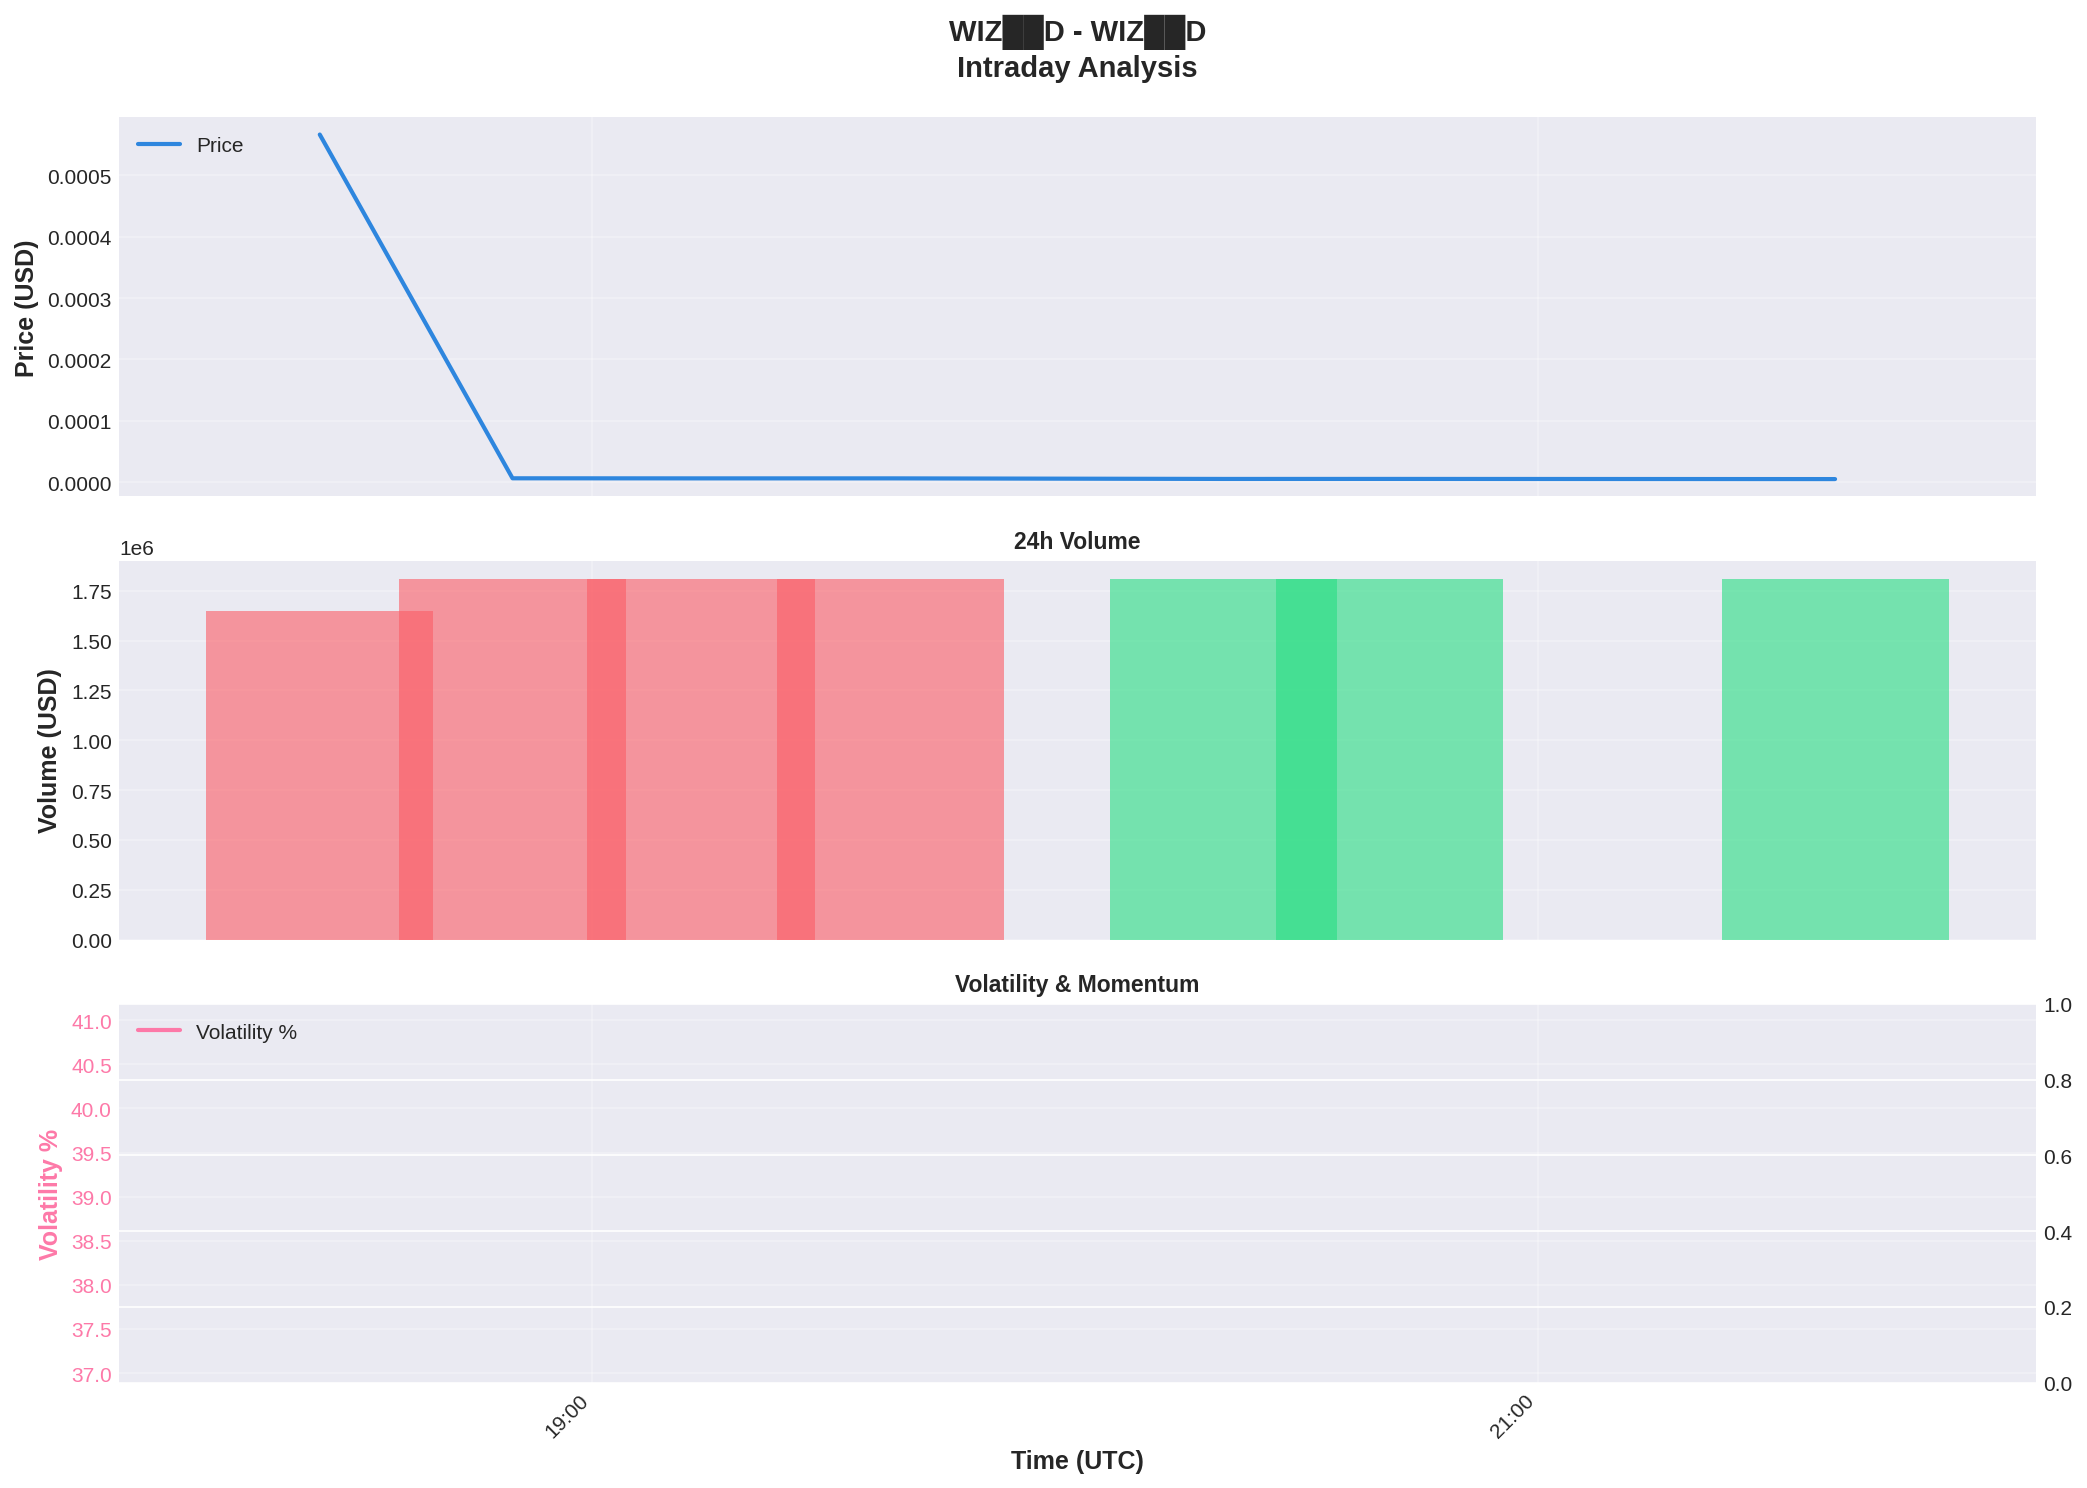 WIZ██D - WIZ██D
Intraday Analysis
Price
Price (USD)
0.0005
0.0004
0.0003
0.0002
0.0001
0.0000
24h Volume
1e6
Volume (USD)
1.75
1.50
1.25
1.00
0.75
0.50
0.25
0.00
Volatility & Momentum
Volatility %
Volatility %
41.0
40.5
40.0
39.5
39.0
38.5
38.0
37.5
37.0
1.0
0.8
0.6
0.4
0.2
0.0
19:00
21:00
Time (UTC)